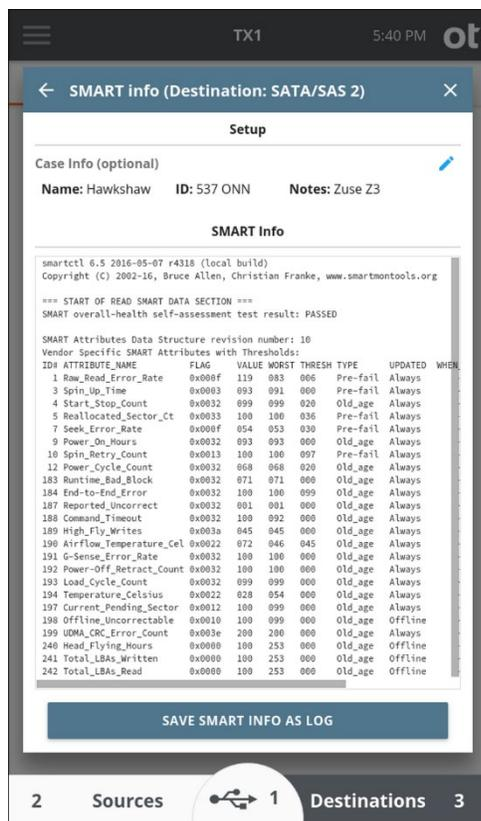 TX1 5:40 PM ot
SMART info (Destination: SATA/SAS 2)
Setup
Case Info (optional)
Name: Hawkshaw ID: 537 ONN Notes: Zuse Z3
SMART Info
smartctl 6.5 2016-05-07 r4318 (local build)
Copyright (C) 2002-16, Bruce Allen, Christian Franke, www.smartmontools.org
=== START OF READ SMART DATA SECTION ===
SMART overall-health self-assessment test result: PASSED
SMART Attributes Data Structure revision number: 10
Vendor Specific SMART Attributes with Thresholds:
ID# ATTRIBUTE_NAME FLAG VALUE WORST THRESH TYPE UPDATED WHEN_
1 Raw_Read_Error_Rate 0x000f 119 083 006 Pre-fail Always -
3 Spin_Up_Time 0x0003 093 091 000 Pre-fail Always -
4 Start_Stop_Count 0x0032 099 099 020 Old_age Always -
5 Reallocated_Sector_Ct 0x0033 100 100 036 Pre-fail Always -
7 Seek_Error_Rate 0x000f 054 053 030 Pre-fail Always -
9 Power_On_Hours 0x0032 093 093 000 Old_age Always -
10 Spin_Retry_Count 0x0013 100 100 097 Pre-fail Always -
12 Power_Cycle_Count 0x0032 068 068 020 Old_age Always -
183 Runtime_Bad_Block 0x0032 071 071 000 Old_age Always -
184 End-to-End_Error 0x0032 100 100 099 Old_age Always -
187 Reported_Uncorrect 0x0032 001 001 000 Old_age Always -
188 Command_Timeout 0x0032 100 092 000 Old_age Always -
189 High_Fly_Writes 0x003a 045 045 000 Old_age Always -
190 Airflow_Temperature_Cel 0x0022 072 046 045 Old_age Always -
191 G-Sense_Error_Rate 0x0032 100 100 000 Old_age Always -
192 Power-Off_Retract_Count 0x0032 100 100 000 Old_age Always -
193 Load_Cycle_Count 0x0032 099 099 000 Old_age Always -
194 Temperature_Celsius 0x0022 028 054 000 Old_age Always -
197 Current_Pending_Sector 0x0012 100 099 000 Old_age Always -
198 Offline_Uncorrectable 0x0010 100 099 000 Old_age Offline -
199 UDMA_CRC_Error_Count 0x003e 200 200 000 Old_age Always -
240 Head_Flying_Hours 0x0000 100 253 000 Old_age Offline -
241 Total_LBAs_Written 0x0000 100 253 000 Old_age Offline -
242 Total_LBAs_Read 0x0000 100 253 000 Old_age Offline -
SAVE SMART INFO AS LOG
2 Sources 1 Destinations 3